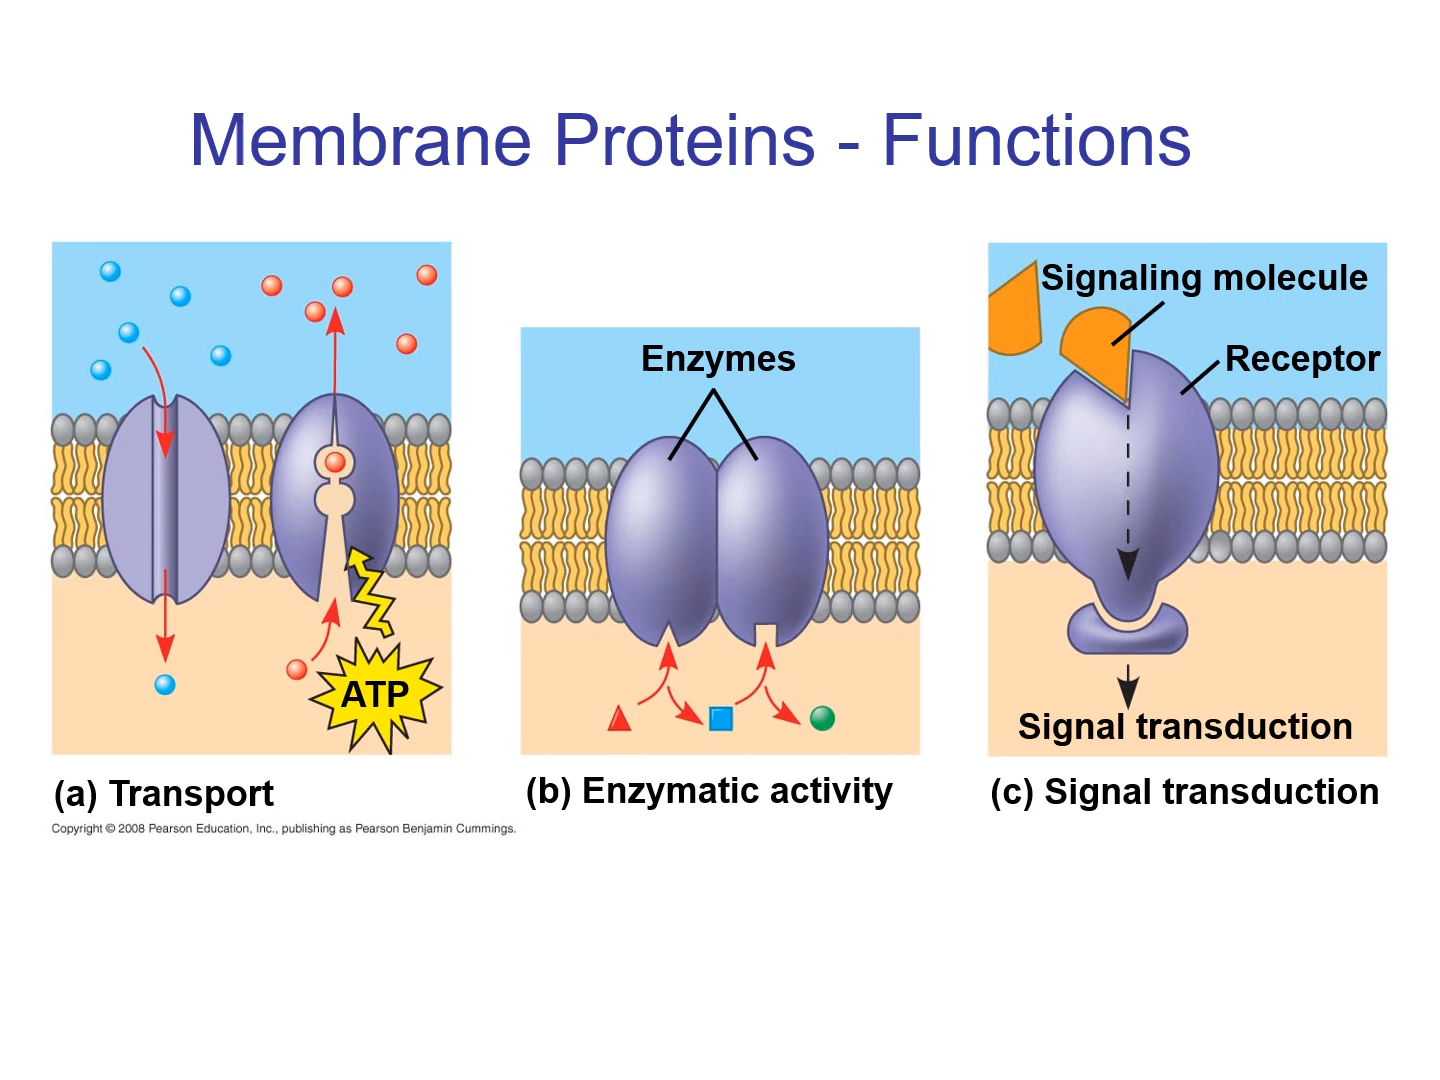 Membrane Proteins - Functions
Signaling molecule
Enzymes
Receptor
ATP
Signal transduction
(a) Transport
(b) Enzymatic activity
(c) Signal transduction
Copyright © 2008 Pearson Education, Inc., publishing as Pearson Benjamin Cummings.